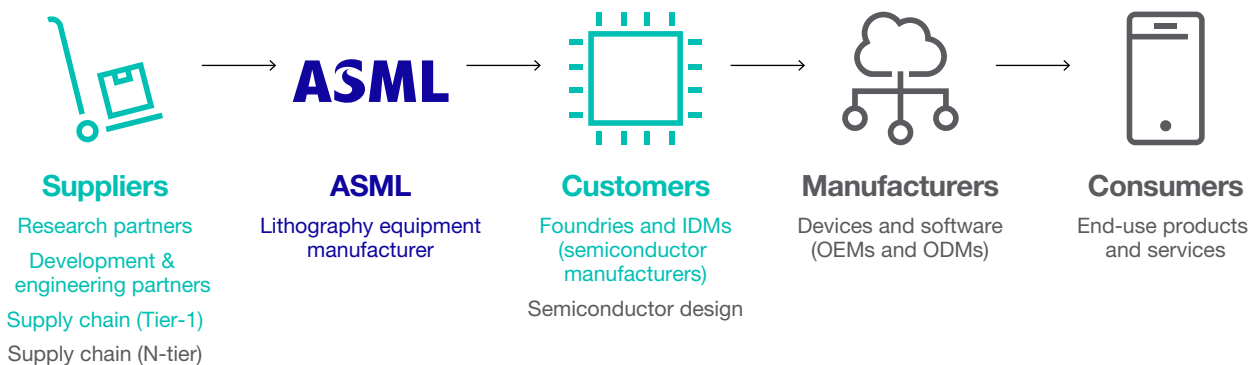 ASML
Suppliers
Research partners
Development &
engineering partners
Supply chain (Tier-1)
Supply chain (N-tier)
ASML
Lithography equipment
manufacturer
Customers
Foundries and IDMs
(semiconductor
manufacturers)
Semiconductor design
Manufacturers
Devices and software
(OEMs and ODMs)
Consumers
End-use products
and services